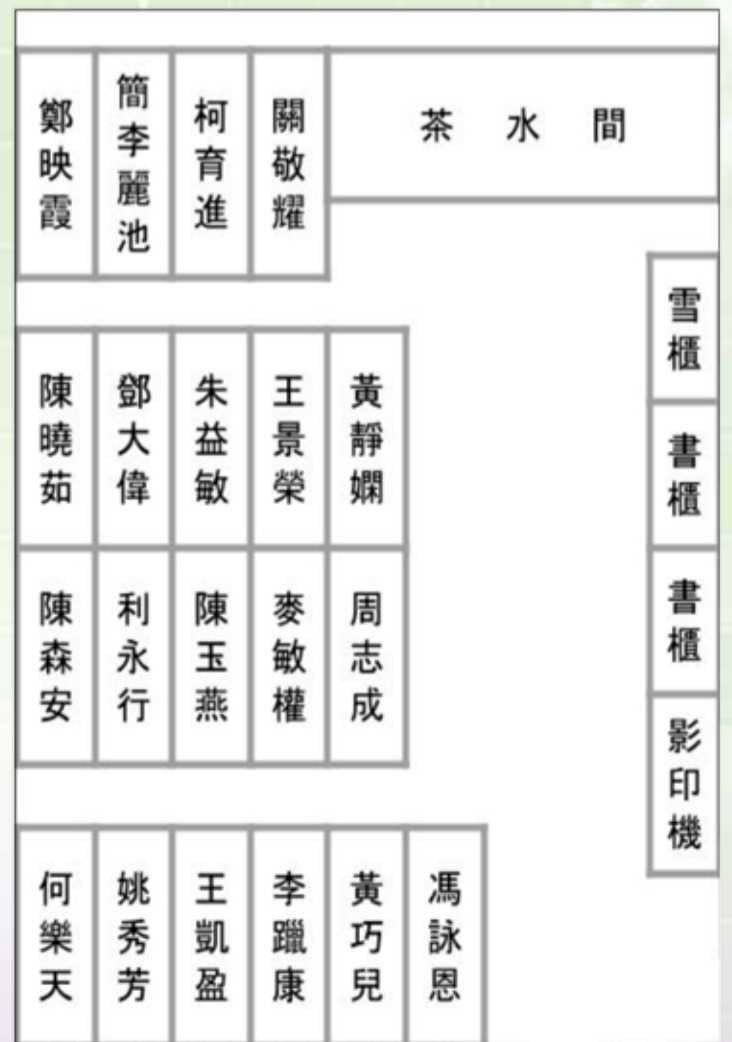 鄭映霞
簡李麗池
柯育進
關敬耀
茶水間
雪櫃
書櫃
書櫃
影印機
陳曉茹
鄧大偉
朱益敏
王景榮
黃靜嫻
陳森安
利永行
陳玉燕
麥敏權
周志成
何樂天
姚秀芳
王凱盈
李躐康
黃巧兒
馮詠恩